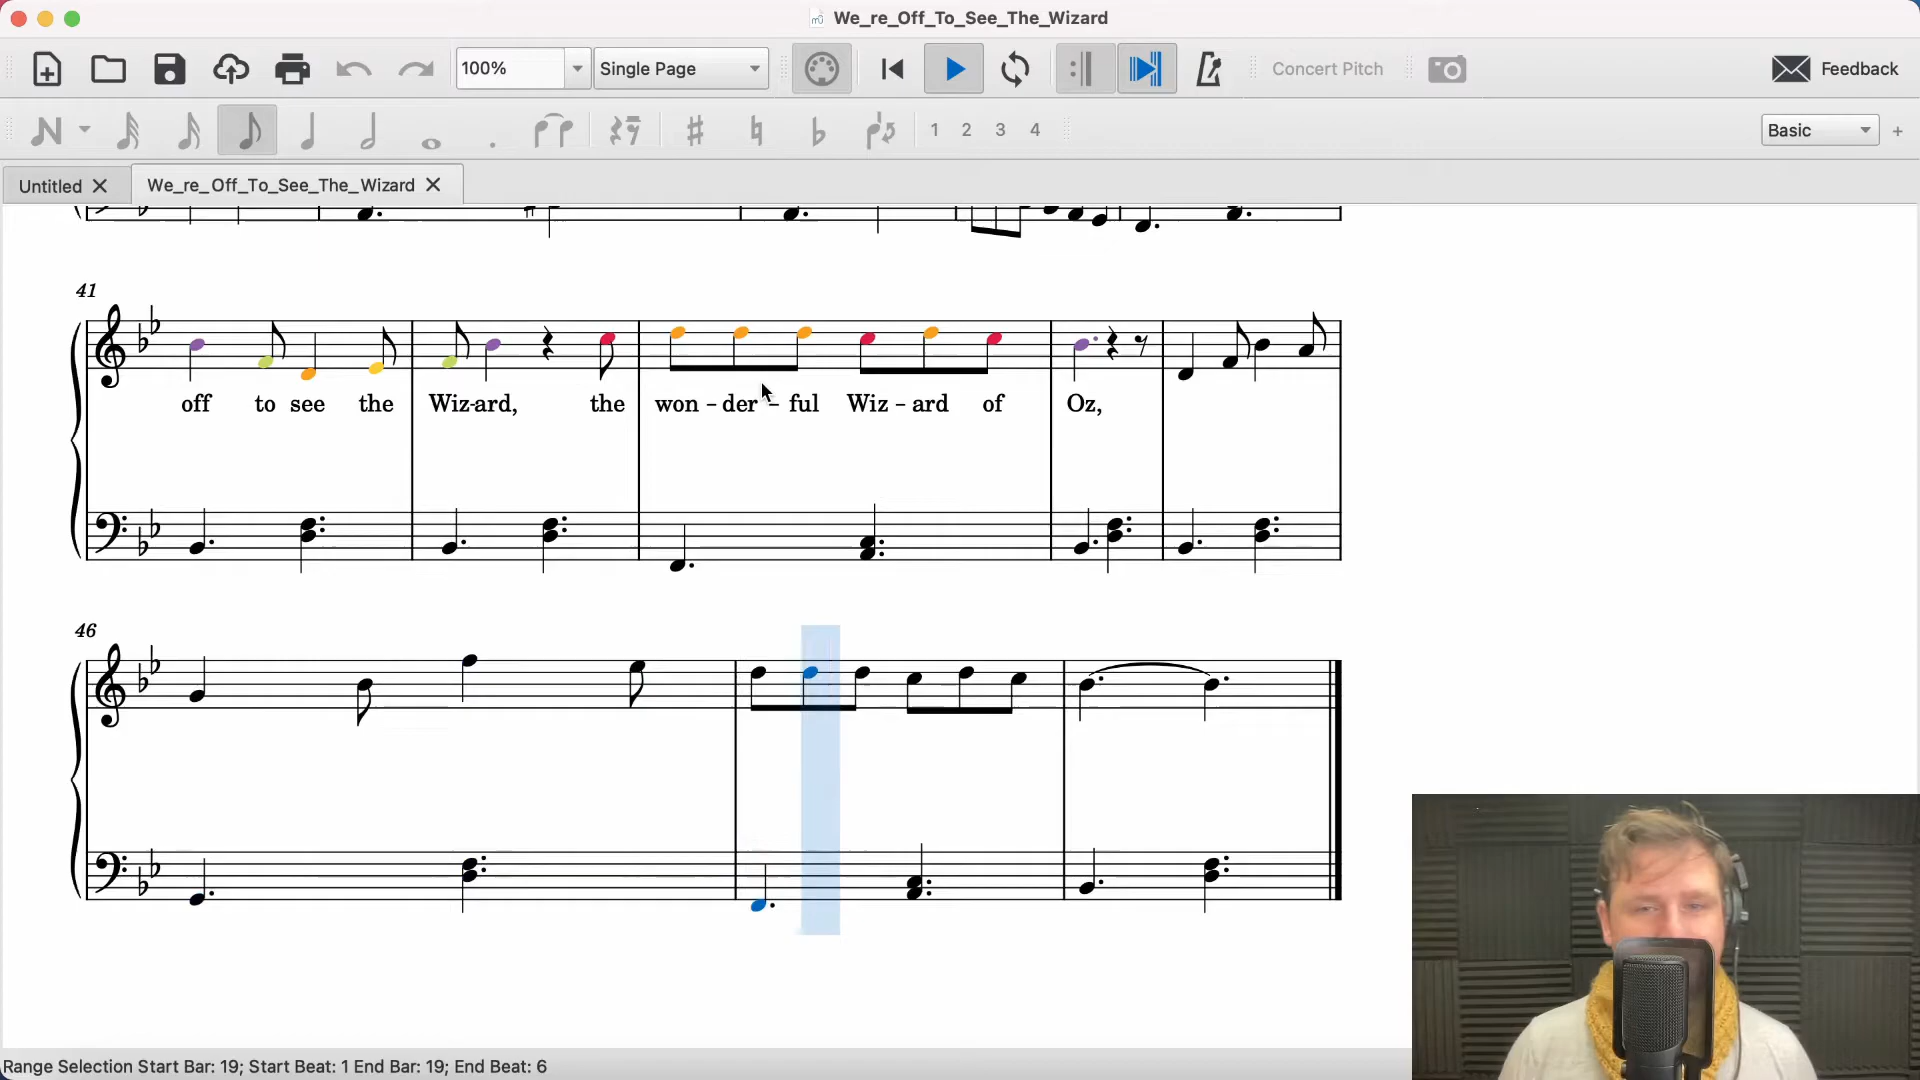 We_re_Off_To_See_The_Wizard
100% Single Page Concert Pitch Feedback
1 2 3 4 Basic +
Untitled We_re_Off_To_See_The_Wizard
41
off to see the Wiz-ard, the won - der - ful Wiz - ard of Oz,
46
Range Selection Start Bar: 19; Start Beat: 1 End Bar: 19; End Beat: 6